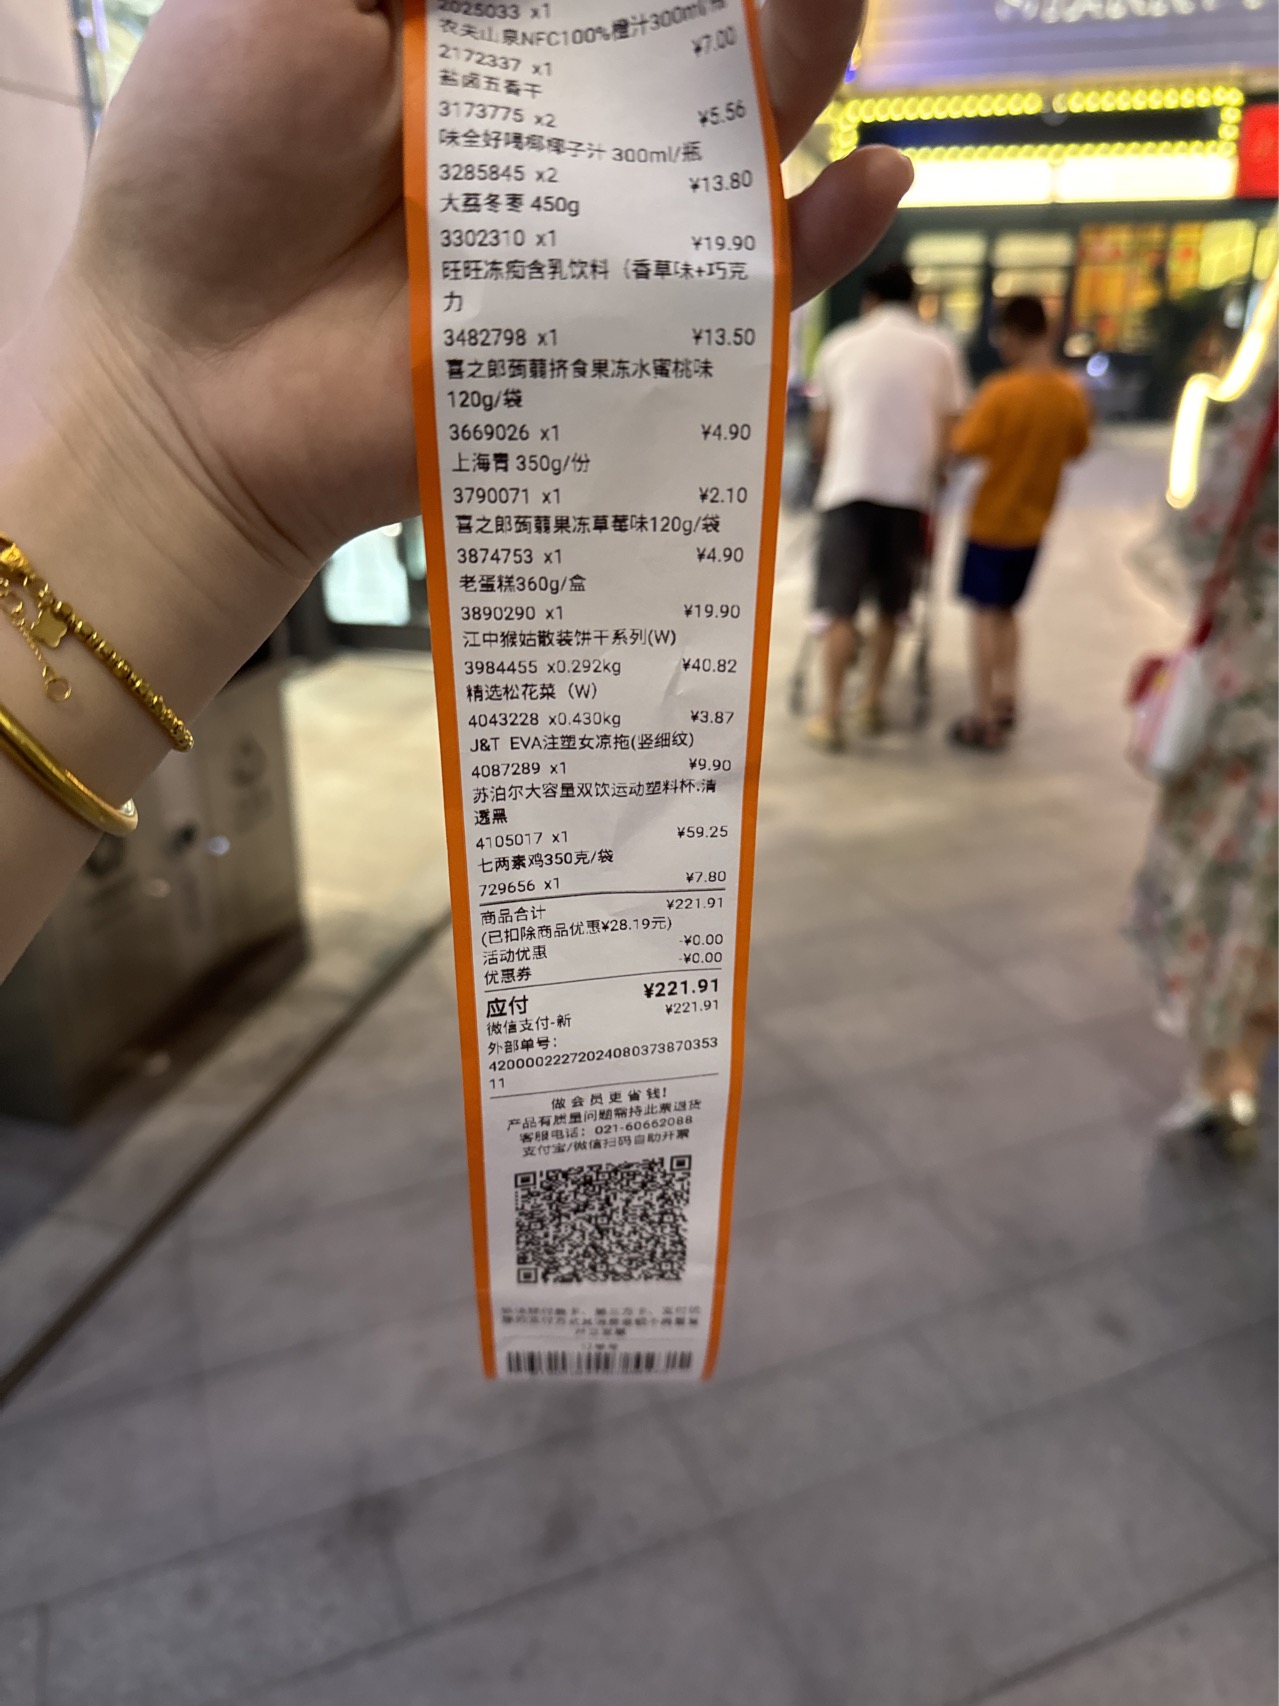 2025033 x1
农夫山泉NFC100%橙汁300ml/瓶
¥7.00
2172337 x1
盐卤五香干
¥5.56
3173775 x2
味全好喝椰椰子汁 300ml/瓶
3285845 x2 ¥13.80
大荔冬枣 450g
3302310 x1 ¥19.90
旺旺冻痴含乳饮料（香草味+巧克
力
3482798 x1 ¥13.50
喜之郎蒟蒻挤食果冻水蜜桃味
120g/袋
3669026 x1 ¥4.90
上海青 350g/份
3790071 x1 ¥2.10
喜之郎蒟蒻果冻草莓味120g/袋
3874753 x1 ¥4.90
老蛋糕360g/盒
3890290 x1 ¥19.90
江中猴姑散装饼干系列(W)
3984455 x0.292kg ¥40.82
精选松花菜（W）
4043228 x0.430kg ¥3.87
J&T EVA注塑女凉拖(竖细纹)
4087289 x1 ¥9.90
苏泊尔大容量双饮运动塑料杯.清
透黑
4105017 x1 ¥59.25
七两素鸡350克/袋
729656 x1 ¥7.80
商品合计 ¥221.91
(已扣除商品优惠¥28.19元)
活动优惠 -¥0.00
优惠券 -¥0.00
应付 ¥221.91
微信支付-新 ¥221.91
外部单号:
42000022272024080373870353
11
做会员更省钱!
产品有质量问题需持此票退货
客服电话: 021-60662088
支付宝/微信扫码自助开票